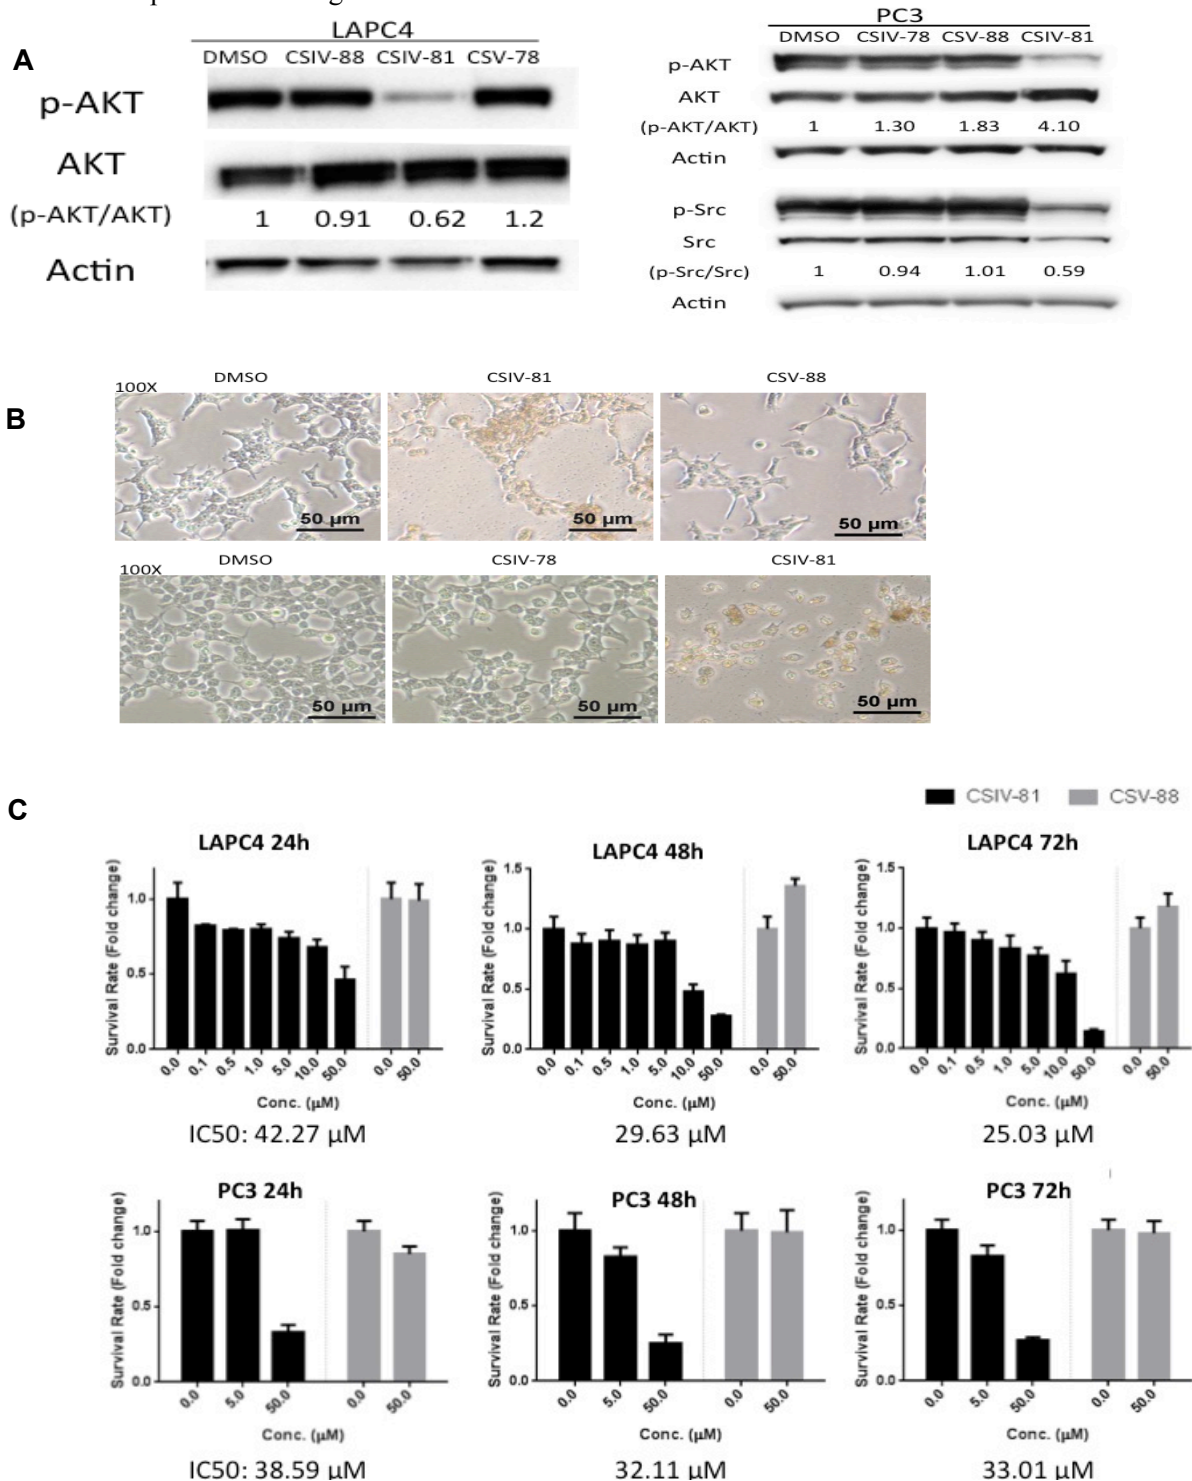 LAPC4
PC3
A
DMSO CSIV-88 CSIV-81 CSV-78
DMSO CSIV-78 CSV-88 CSIV-81
p-AKT
AKT
(p-AKT/AKT) 1 0.91 0.62 1.2
Actin
p-AKT
AKT
(p-AKT/AKT) 1 1.30 1.83 4.10
Actin
p-Src
Src
(p-Src/Src) 1 0.94 1.01 0.59
Actin
B
DMSO CSIV-81 CSV-88
100X
50 μm 50 μm 50 μm
DMSO CSIV-78 CSIV-81
100X
50 μm 50 μm 50 μm
C
CSIV-81 CSV-88
LAPC4 24h
Survival Rate (Fold change)
1.0
0.5
0.0
0.0 0.1 0.5 1.0 5.0 10.0 50.0 0.0 50.0
Conc. (μM)
IC50: 42.27 μM
LAPC4 48h
Survival Rate (Fold change)
1.5
1.0
0.5
0.0
0.0 0.1 0.5 1.0 5.0 10.0 50.0 0.0 50.0
Conc. (μM)
29.63 μM
LAPC4 72h
Survival Rate (Fold change)
1.5
1.0
0.5
0.0
0.0 0.1 0.5 1.0 5.0 10.0 50.0 0.0 50.0
Conc. (μM)
25.03 μM
PC3 24h
Survival Rate (Fold change)
1.0
0.5
0.0
0.0 5.0 50.0 0.0 50.0
Conc. (μM)
IC50: 38.59 μM
PC3 48h
Survival Rate (Fold change)
1.0
0.5
0.0
0.0 5.0 50.0 0.0 50.0
Conc. (μM)
32.11 μM
PC3 72h
Survival Rate (Fold change)
1.0
0.5
0.0
0.0 5.0 50.0 0.0 50.0
Conc. (μM)
33.01 μM